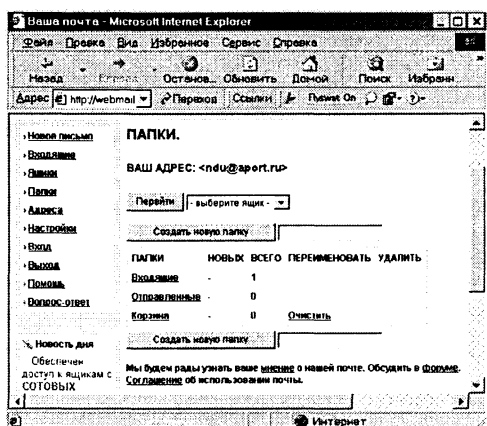 Ваша почта - Microsoft Internet Explorer
Файл Правка Вид Избранное Сервис Справка
Назад Останов... Обновить Домой Поиск Избранн
Адрес http://webmail Переход Ссылки On
Новое письмо
Входящие
Ящики
Папки
Адреса
Настройки
Вход
Выход
Помощь
Вопрос-ответ
Новость дня
Обеспечен
доступ к ящикам с
СОТОВЫХ
ПАПКИ.
ВАШ АДРЕС: <ndu@aport.ru>
Перейти - выберите ящик -
Создать новую папку
ПАПКИ НОВЫХ ВСЕГО ПЕРЕИМЕНОВАТЬ УДАЛИТЬ
Входящие - 1
Отправленные - 0
Корзина - 0 Очистить
Создать новую папку
Мы будем рады узнать ваше мнение о нашей почте. Обсудить в форуме.
Соглашение об использовании почты.
Интернет